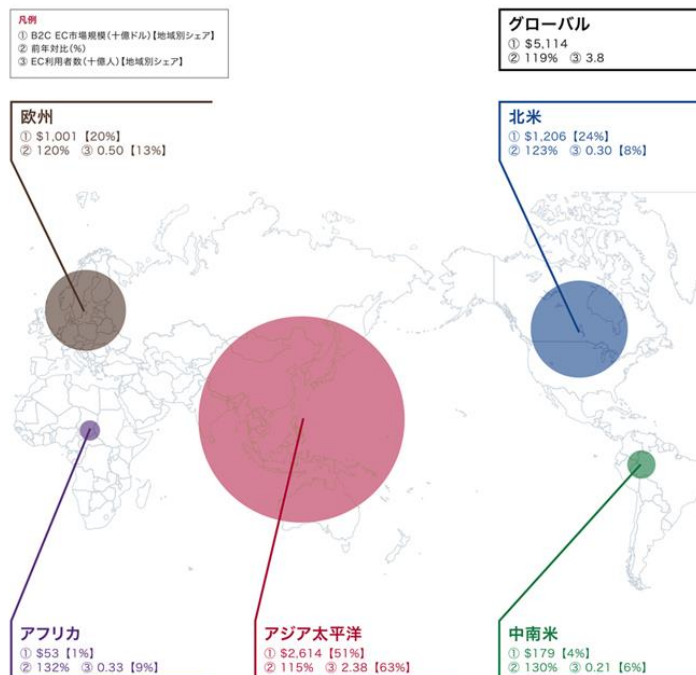 凡例
① B2C EC市場規模(十億ドル)【地域別シェア】
② 前年対比(%)
③ EC利用者数(十億人)【地域別シェア】
グローバル
① $5,114
② 119% ③ 3.8
欧州
① $1,001【20%】
② 120% ③ 0.50【13%】
北米
① $1,206【24%】
② 123% ③ 0.30【8%】
アフリカ
① $53【1%】
② 132% ③ 0.33【9%】
アジア太平洋
① $2,614【51%】
② 115% ③ 2.38【63%】
中南米
① $179【4%】
② 130% ③ 0.21【6%】